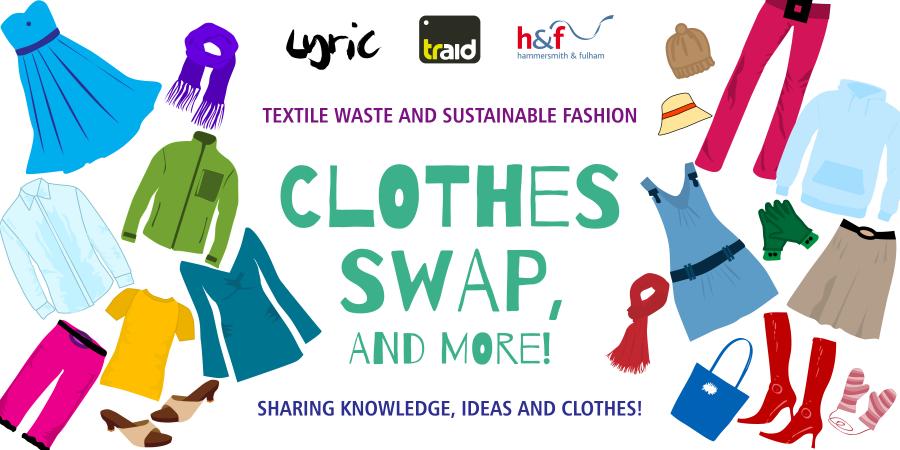 Lyric
traid
h&f
hammersmith & fulham
TEXTILE WASTE AND SUSTAINABLE FASHION
CLOTHES
SWAP,
AND MORE!
SHARING KNOWLEDGE, IDEAS AND CLOTHES!